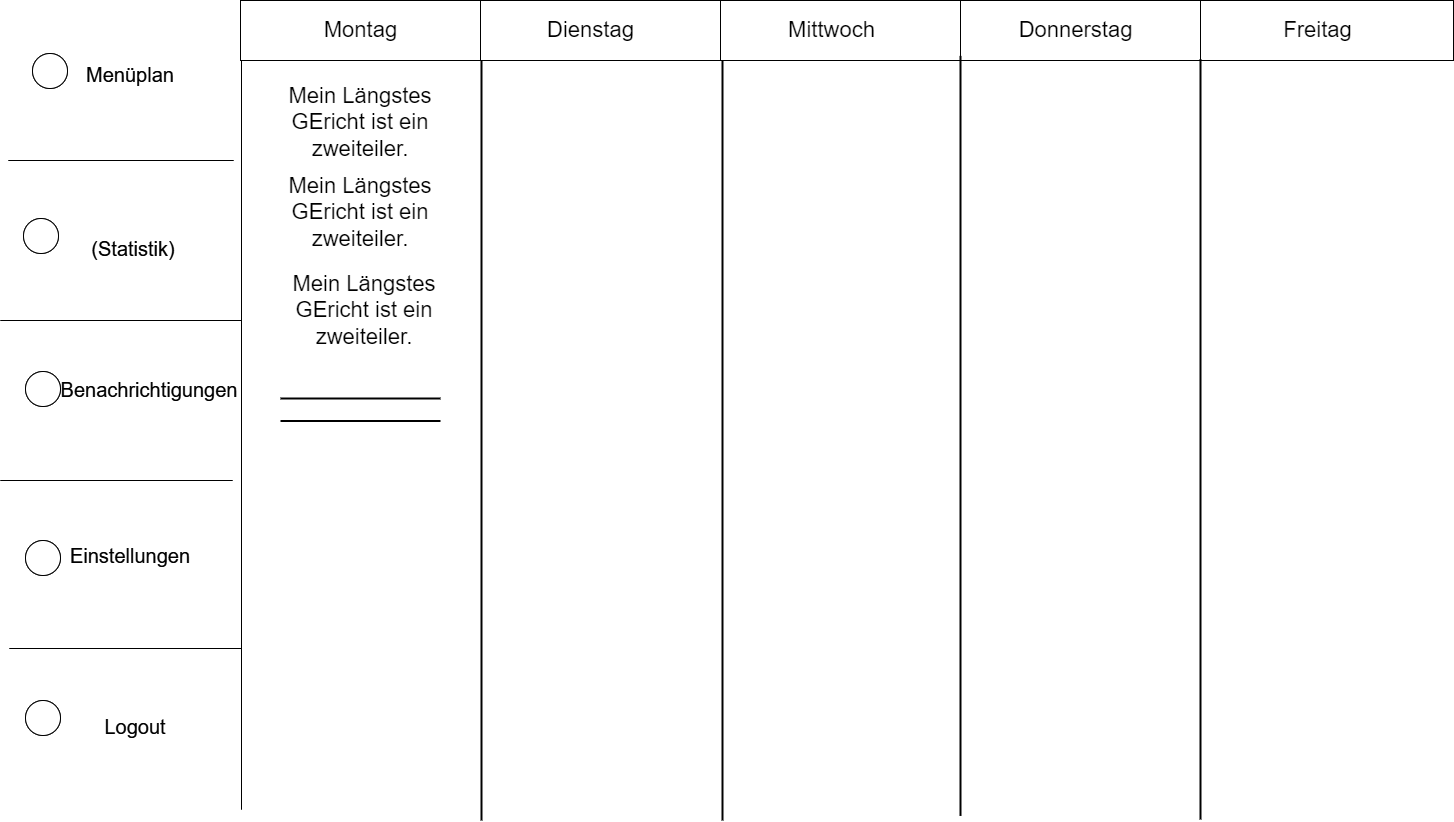 Montag
Dienstag
Mittwoch
Donnerstag
Freitag
Menüplan
(Statistik)
Benachrichtigungen
Einstellungen
Logout
Mein Längstes
GEricht ist ein
zweiteiler.
Mein Längstes
GEricht ist ein
zweiteiler.
Mein Längstes
GEricht ist ein
zweiteiler.